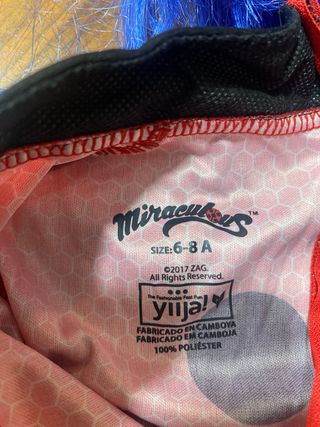 Miraculous™
SIZE: 6-8 A
©2017 ZAG.
All Rights Reserved.
The Fashionable Fast Fun
yiija!
FABRICADO EN CAMBOYA
FABRICADO EM CAMBOJA
100% POLIÉSTER